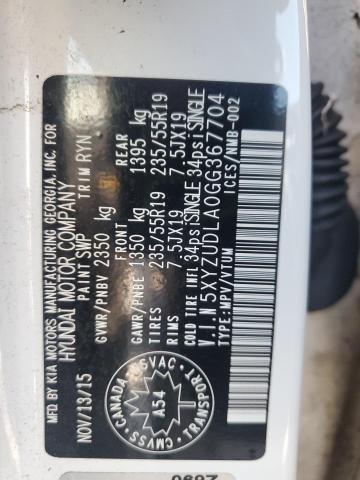 MFD. BY KIA MOTORS MANUFACTURING GEORGIA, INC. FOR
HYUNDAI MOTOR COMPANY
NOV/13/15 PAINT SWP TRIM RYN
GVWR/PNBV 2350 kg
FRONT REAR
GAWR/PNBE 1350 kg 1395 kg
TIRES 235/55R19 235/55R19
RIMS 7.5JX19 7.5JX19
COLD TIRE INFL 34psi SINGLE 34psi SINGLE
V.I.N 5XYZUDLA0GG367704
TYPE: MPV/VTUM ICES/NMB-002
CANADA
SVAC
A54
CMVSS
TRANSPORT